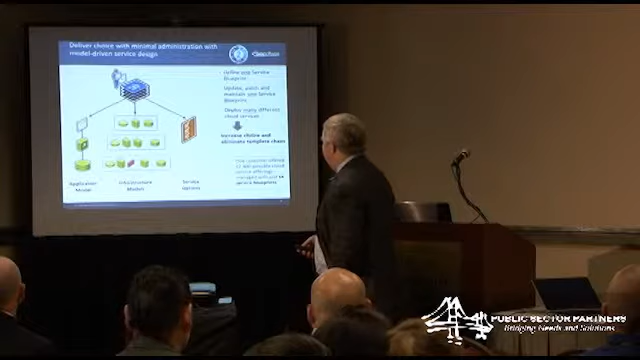 Deliver choice with minimal administration with
model-driven service design
Define one Service
Blueprint
Update, patch and
maintain one Service
Blueprint
Deploy many different
cloud services
Increase choice and
eliminate template chaos
service blueprints
Application
Model
Infrastructure
Models
Service
Options
PUBLIC SECTOR PARTNERS
Bridging Needs and Solutions